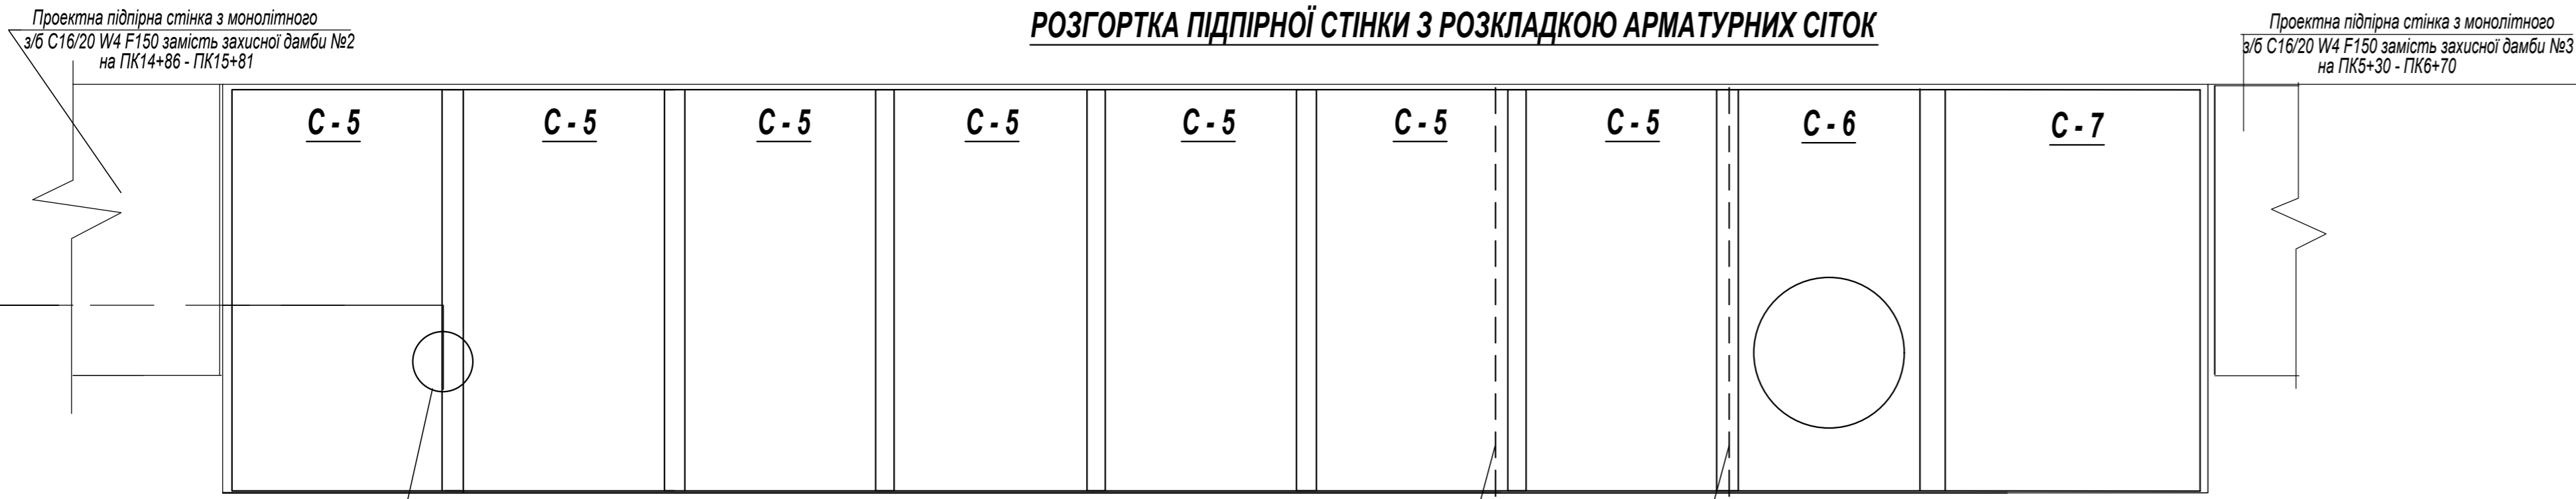 Проектна підпірна стінка з монолітного
з/б С16/20 W4 F150 замість захисної дамби №2
на ПК14+86 - ПК15+81
РОЗГОРТКА ПІДПІРНОЇ СТІНКИ З РОЗКЛАДКОЮ АРМАТУРНИХ СІТОК
Проектна підпірна стінка з монолітного
з/б С16/20 W4 F150 замість захисної дамби №3
на ПК5+30 - ПК6+70
С - 5
С - 5
С - 5
С - 5
С - 5
С - 5
С - 5
С - 6
С - 7